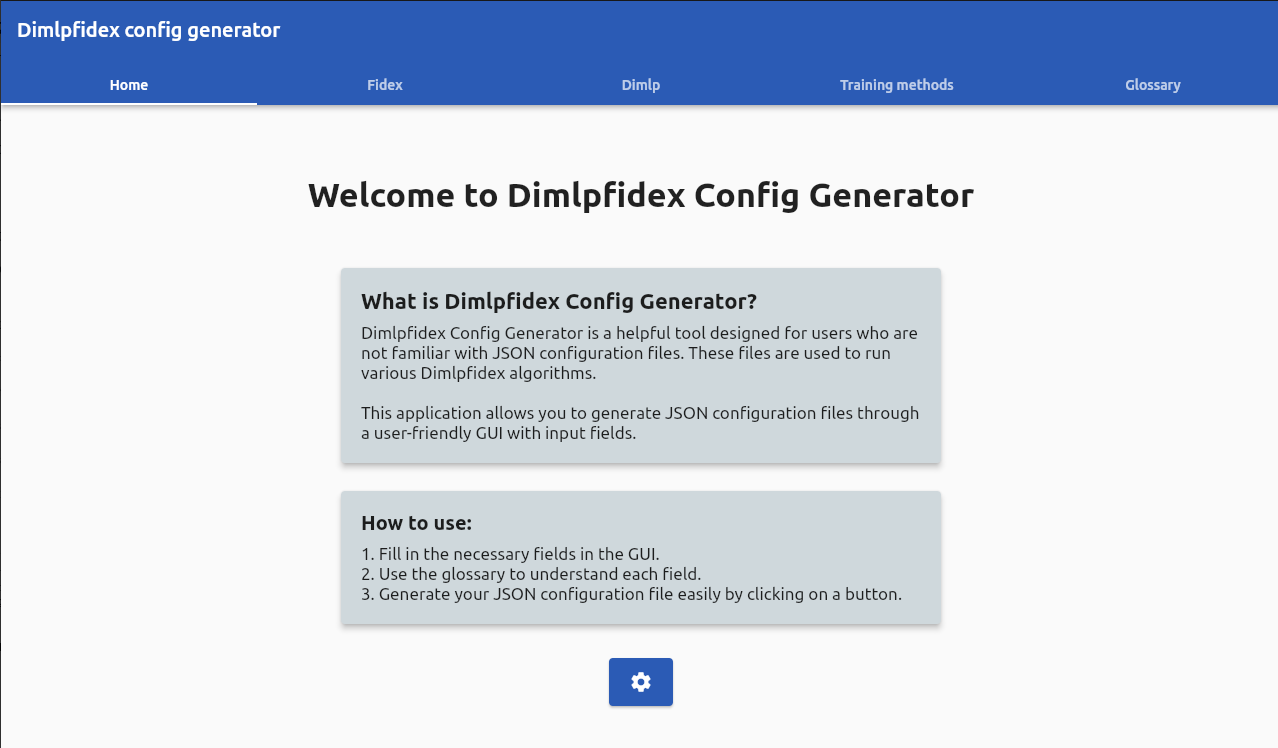 Dimlpfidex config generator
Home Fidex Dimlp Training methods Glossary
Welcome to Dimlpfidex Config Generator
What is Dimlpfidex Config Generator?
Dimlpfidex Config Generator is a helpful tool designed for users who are
not familiar with JSON configuration files. These files are used to run
various Dimlpfidex algorithms.
This application allows you to generate JSON configuration files through
a user-friendly GUI with input fields.
How to use:
1. Fill in the necessary fields in the GUI.
2. Use the glossary to understand each field.
3. Generate your JSON configuration file easily by clicking on a button.